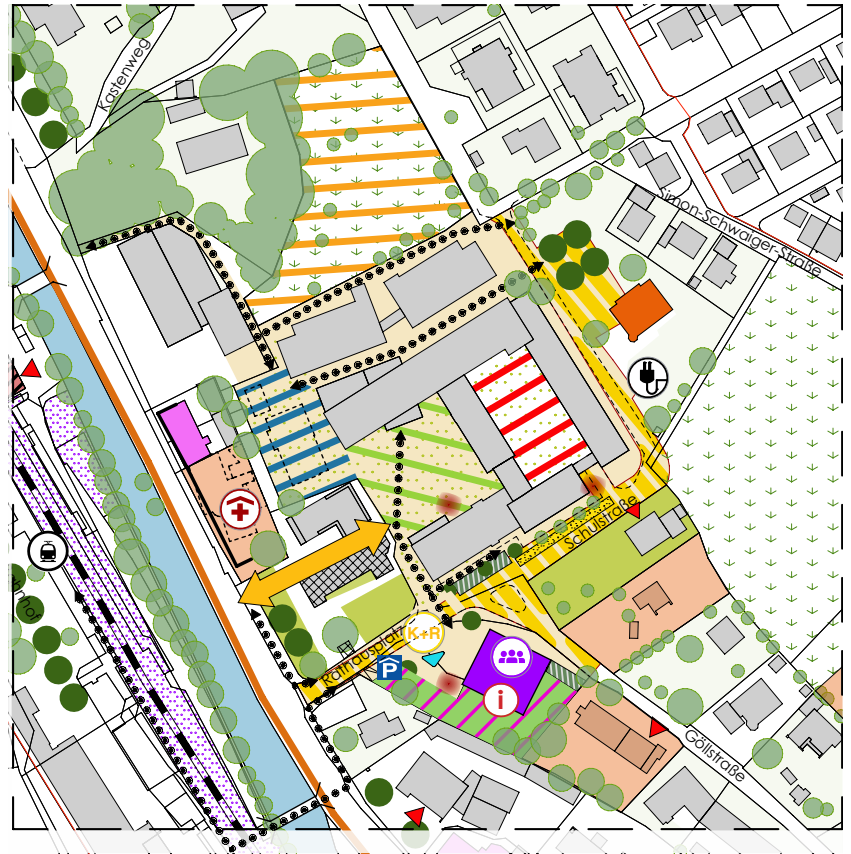 Kastenweg
Simon-Schwaiger-Straße
Schulstraße
K+R
Rathausplatz
P
i
Göllstraße